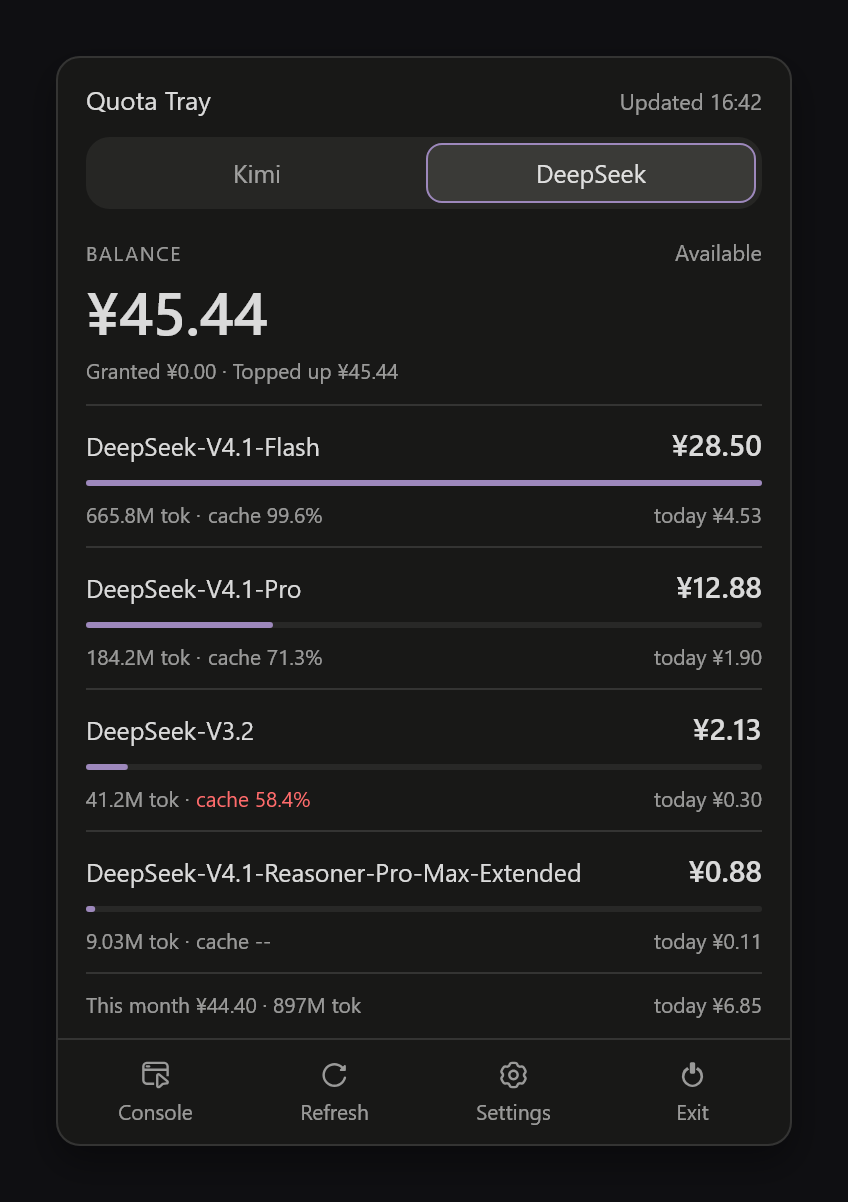 Quota Tray
Updated 16:42
Kimi
DeepSeek
BALANCE
Available
¥45.44
Granted ¥0.00 · Topped up ¥45.44
DeepSeek-V4.1-Flash
¥28.50
665.8M tok · cache 99.6%
today ¥4.53
DeepSeek-V4.1-Pro
¥12.88
184.2M tok · cache 71.3%
today ¥1.90
DeepSeek-V3.2
¥2.13
41.2M tok · cache 58.4%
today ¥0.30
DeepSeek-V4.1-Reasoner-Pro-Max-Extended
¥0.88
9.03M tok · cache --
today ¥0.11
This month ¥44.40 · 897M tok
today ¥6.85
Console
Refresh
Settings
Exit